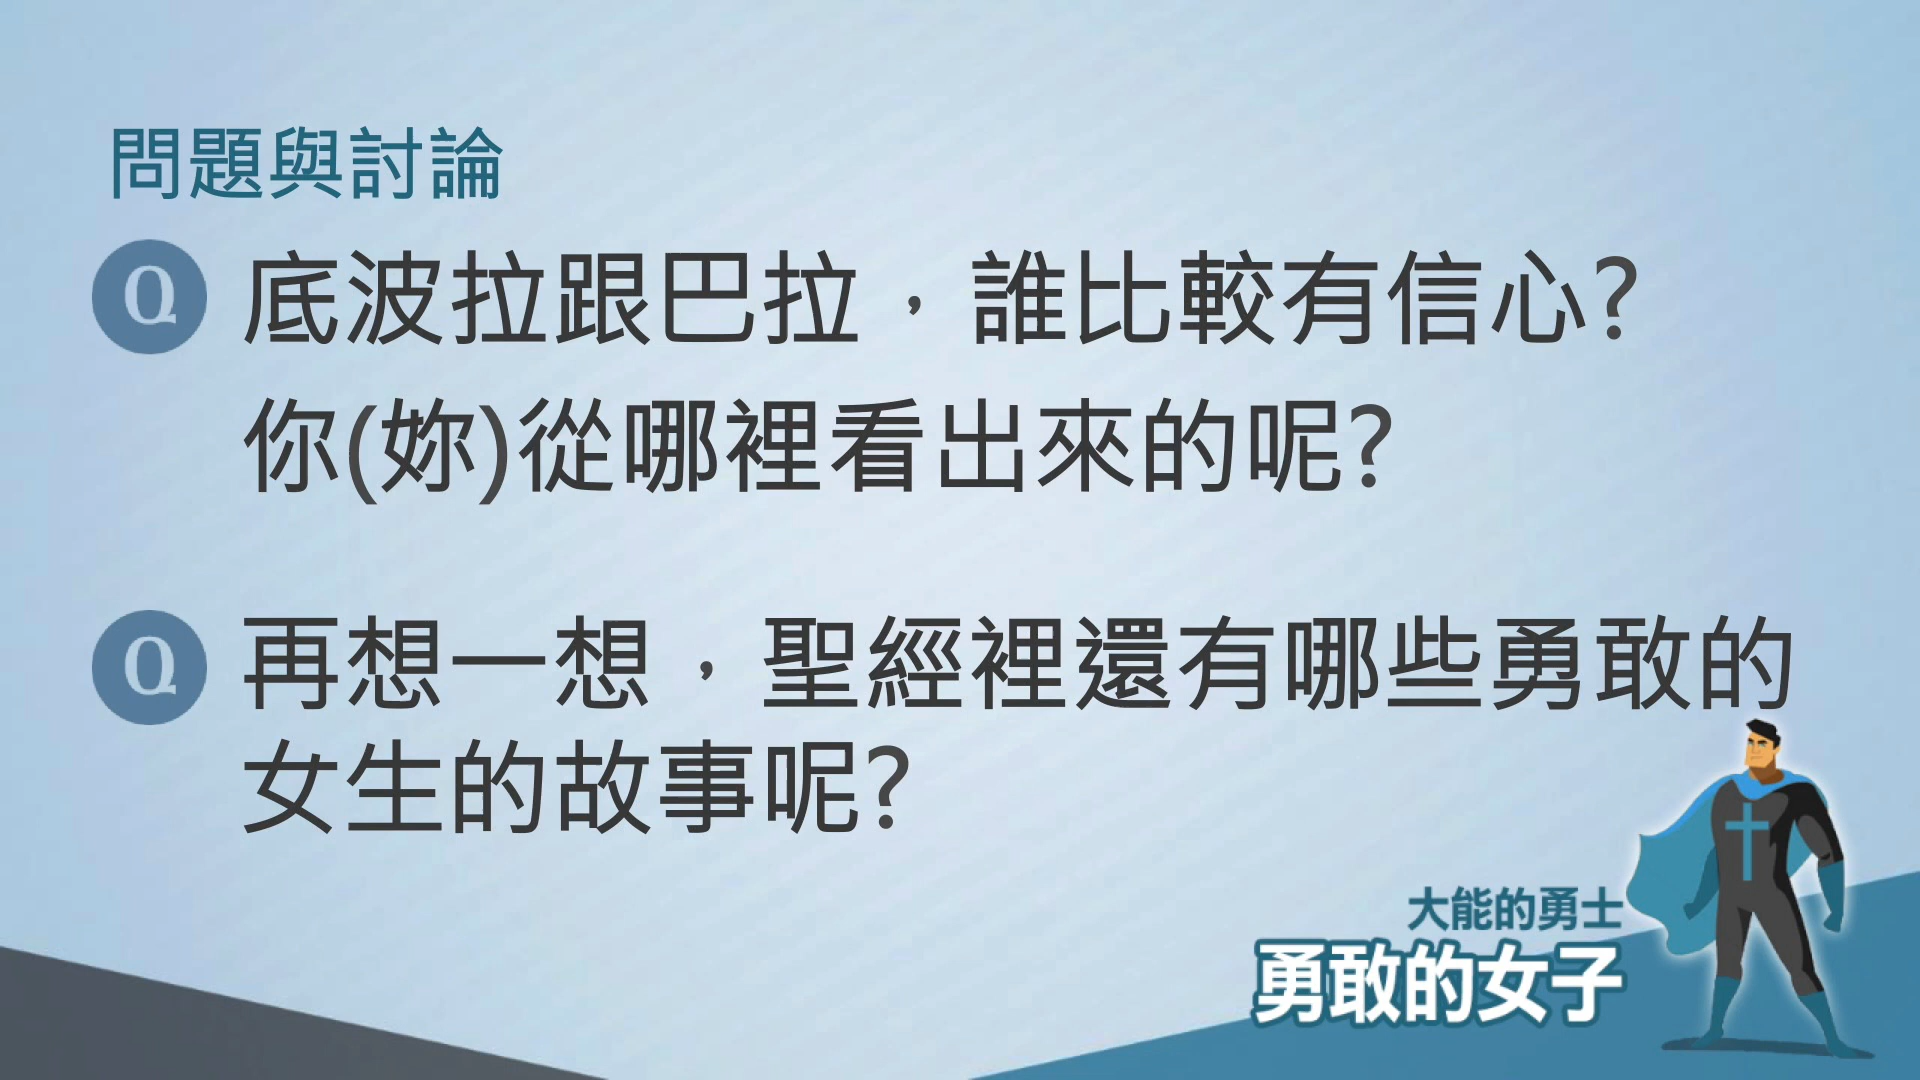 問題與討論
Q 底波拉跟巴拉，誰比較有信心?
你(妳)從哪裡看出來的呢?
Q 再想一想，聖經裡還有哪些勇敢的
女生的故事呢?
大能的勇士
勇敢的女子